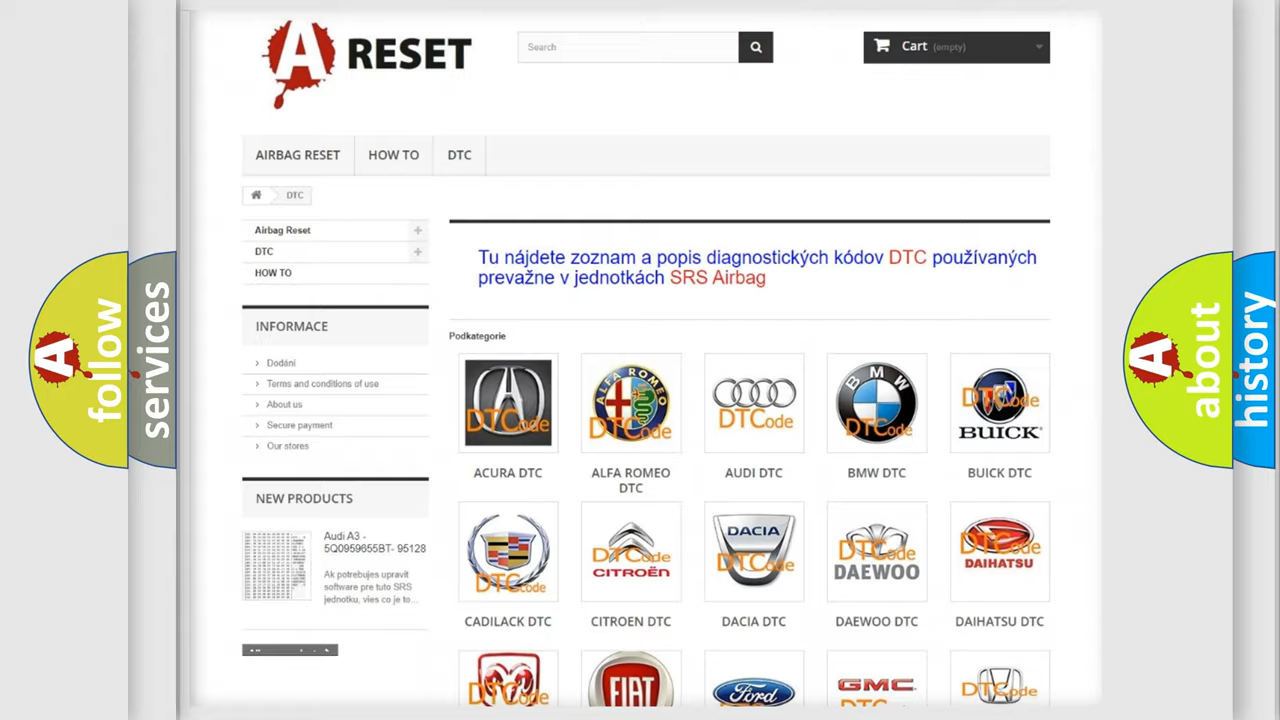 A RESET
Search
Cart (empty)
AIRBAG RESET
HOW TO
DTC
DTC
Airbag Reset
DTC
HOW TO
INFORMACE
Dodání
Terms and conditions of use
About us
Secure payment
Our stores
NEW PRODUCTS
Audi A3 -
5Q0959655BT- 95128
Ak potrebujes upravit
software pre tuto SRS
jednotku, vies co je to...
Tu nájdete zoznam a popis diagnostických kódov DTC používaných
prevažne v jednotkách SRS Airbag
Podkategorie
DTCode
ALFA ROMEO
DTCode
DTCode
BMW
DTCode
DTCode
BUICK
ACURA DTC
ALFA ROMEO
DTC
AUDI DTC
BMW DTC
BUICK DTC
DTCode
DTCode
CITROËN
DACIA
DTCode
DTCode
DAEWOO
DTCode
DAIHATSU
CADILACK DTC
CITROEN DTC
DACIA DTC
DAEWOO DTC
DAIHATSU DTC
DTCode
FIAT
Ford
GMC
DTCode
A follow
services
A about
history